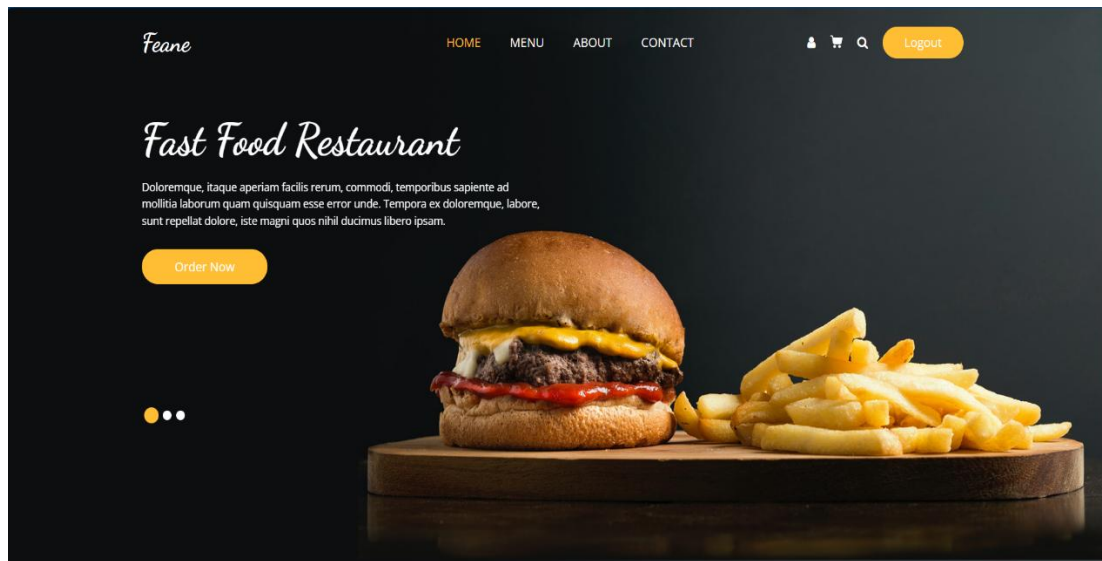 Feane
HOME MENU ABOUT CONTACT
Logout
Fast Food Restaurant
Doloremque, itaque aperiam facilis rerum, commodi, temporibus sapiente ad
mollitia laborum quam quisquam esse error unde. Tempora ex doloremque, labore,
sunt repellat dolore, iste magni quos nihil ducimus libero ipsam.
Order Now